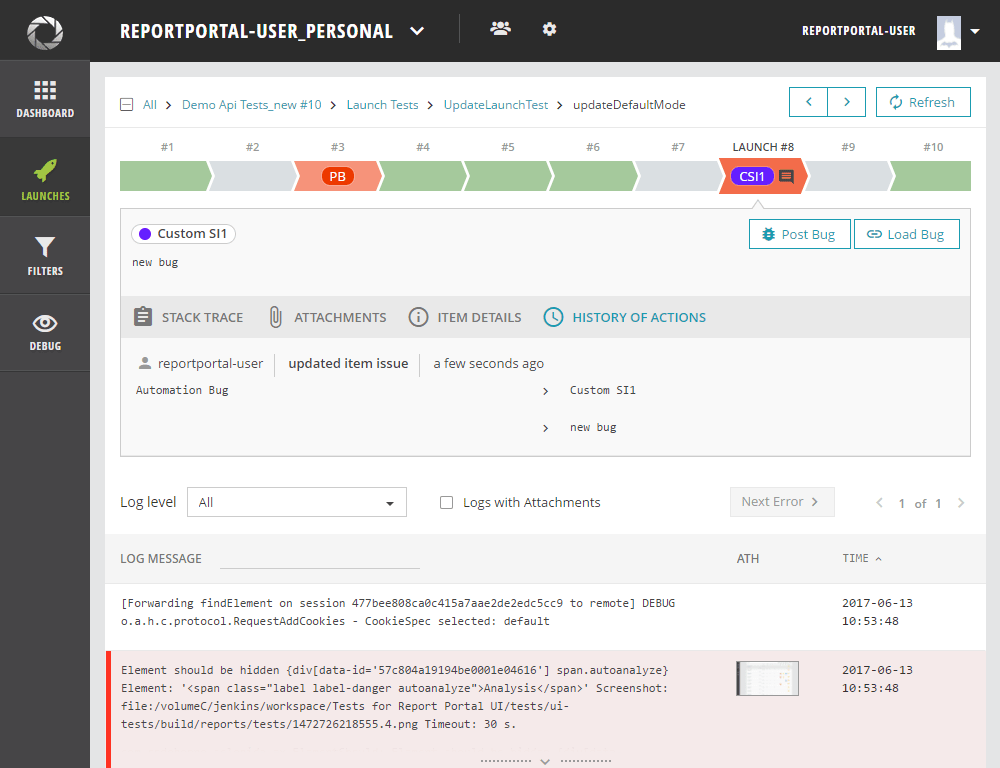 REPORTPORTAL-USER_PERSONAL
REPORTPORTAL-USER
DASHBOARD
LAUNCHES
FILTERS
DEBUG
All > Demo Api Tests_new #10 > Launch Tests > UpdateLaunchTest > updateDefaultMode
Refresh
#1 #2 #3 #4 #5 #6 #7 LAUNCH #8 #9 #10
PB CSI1
Custom SI1
Post Bug Load Bug
new bug
STACK TRACE ATTACHMENTS ITEM DETAILS HISTORY OF ACTIONS
reportportal-user updated item issue a few seconds ago
Automation Bug > Custom SI1
> new bug
Log level All Logs with Attachments Next Error > < 1 of 1 >
LOG MESSAGE ATH TIME
[Forwarding findElement on session 477bee808ca0c415a7aae2de2edc5cc9 to remote] DEBUG 2017-06-13
o.a.h.c.protocol.RequestAddCookies - CookieSpec selected: default 10:53:48
Element should be hidden {div[data-id='57c804a19194be0001e04616'] span.autoanalyze} 2017-06-13
Element: '<span class="label label-danger autoanalyze">Analysis</span>' Screenshot: 10:53:48
file:/volumeC/jenkins/workspace/Tests for Report Portal UI/tests/ui-
tests/build/reports/tests/1472726218555.4.png Timeout: 30 s.